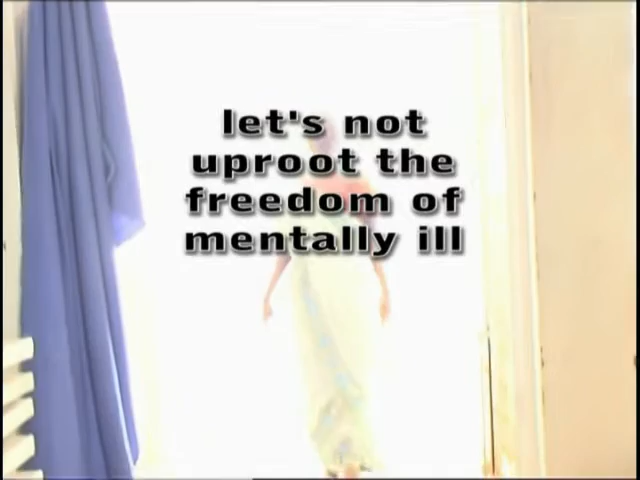 let's not
uproot the
freedom of
mentally ill